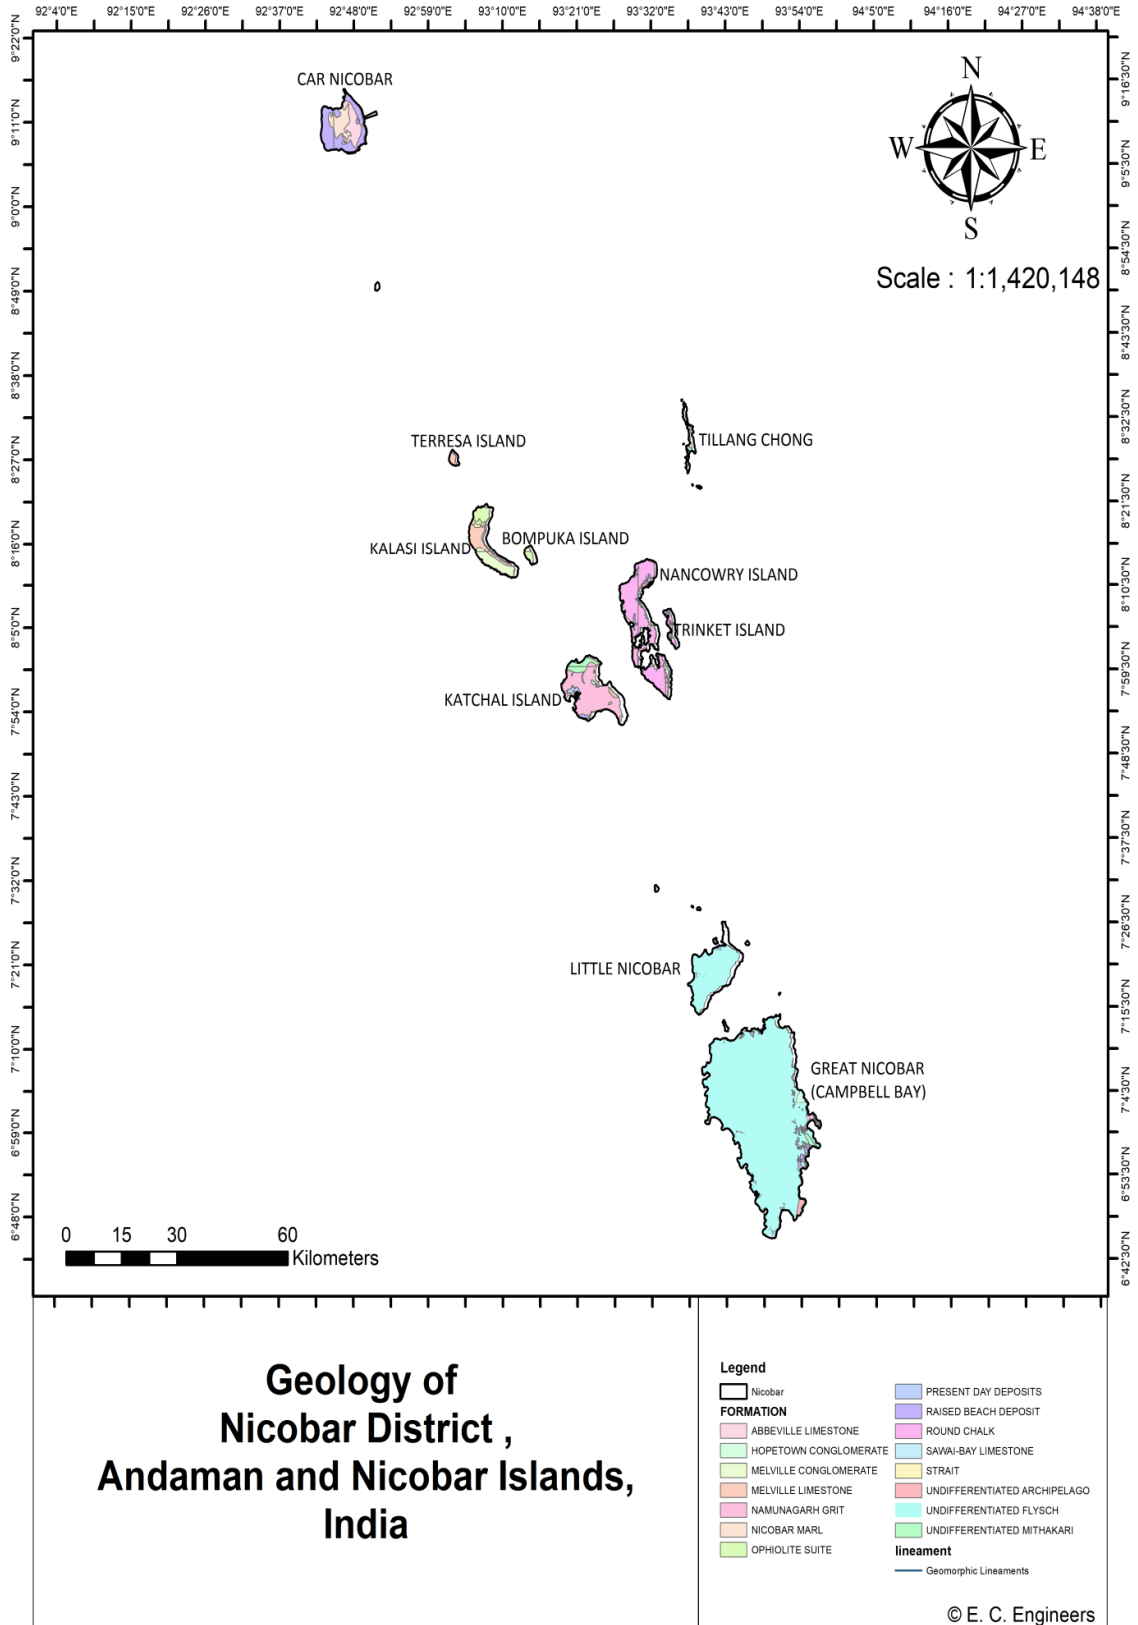 92°4'0"E 92°15'0"E 92°26'0"E 92°37'0"E 92°48'0"E 92°59'0"E 93°10'0"E 93°21'0"E 93°32'0"E 93°43'0"E 93°54'0"E 94°5'0"E 94°16'0"E 94°27'0"E 94°38'0"E
9°22'0"N
9°11'0"N
9°0'0"N
8°49'0"N
8°38'0"N
8°27'0"N
8°16'0"N
8°5'0"N
7°54'0"N
7°43'0"N
7°32'0"N
7°21'0"N
7°10'0"N
6°59'0"N
6°48'0"N
9°16'30"N
9°5'30"N
8°54'30"N
8°43'30"N
8°32'30"N
8°21'30"N
8°10'30"N
7°59'30"N
7°48'30"N
7°37'30"N
7°26'30"N
7°15'30"N
7°4'30"N
6°53'30"N
6°42'30"N
N
W E
S
Scale : 1:1,420,148
CAR NICOBAR
TERRESA ISLAND
TILLANG CHONG
KALASI ISLAND
BOMPUKA ISLAND
NANCOWRY ISLAND
TRINKET ISLAND
KATCHAL ISLAND
LITTLE NICOBAR
GREAT NICOBAR
(CAMPBELL BAY)
0 15 30 60
Kilometers
Geology of
Nicobar District ,
Andaman and Nicobar Islands,
India
Legend
Nicobar
FORMATION
ABBEVILLE LIMESTONE
HOPETOWN CONGLOMERATE
MELVILLE CONGLOMERATE
MELVILLE LIMESTONE
NAMUNAGARH GRIT
NICOBAR MARL
OPHIOLITE SUITE
PRESENT DAY DEPOSITS
RAISED BEACH DEPOSIT
ROUND CHALK
SAWAI-BAY LIMESTONE
STRAIT
UNDIFFERENTIATED ARCHIPELAGO
UNDIFFERENTIATED FLYSCH
UNDIFFERENTIATED MITHAKARI
lineament
Geomorphic Lineaments
© E. C. Engineers